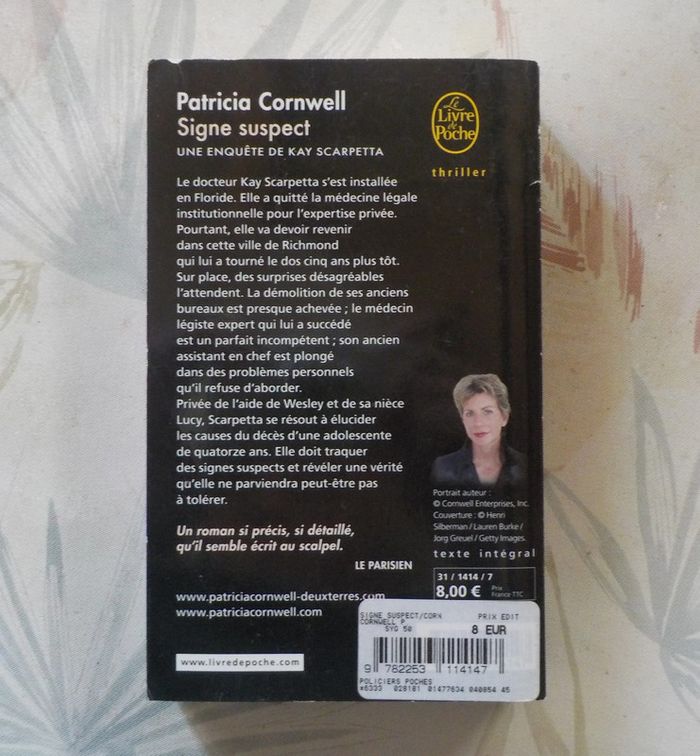 Patricia Cornwell
Signe suspect
UNE ENQUÊTE DE KAY SCARPETTA
Le
Livre
de
Poche
thriller
Le docteur Kay Scarpetta s'est installée
en Floride. Elle a quitté la médecine légale
institutionnelle pour l'expertise privée.
Pourtant, elle va devoir revenir
dans cette ville de Richmond
qui lui a tourné le dos cinq ans plus tôt.
Sur place, des surprises désagréables
l'attendent. La démolition de ses anciens
bureaux est presque achevée ; le médecin
légiste expert qui lui a succédé
est un parfait incompétent ; son ancien
assistant en chef est plongé
dans des problèmes personnels
qu'il refuse d'aborder.
Privée de l'aide de Wesley et de sa nièce
Lucy, Scarpetta se résout à élucider
les causes du décès d'une adolescente
de quatorze ans. Elle doit traquer
des signes suspects et révéler une vérité
qu'elle ne parviendra peut-être pas
à tolérer.
Un roman si précis, si détaillé,
qu'il semble écrit au scalpel.
LE PARISIEN
www.patriciacornwell-deuxterres.com
www.patriciacornwell.com
www.livredepoche.com
Portrait auteur :
© Cornwell Enterprises, Inc.
Couverture : © Henri
Silberman / Lauren Burke /
Jorg Greuel / Getty Images.
texte intégral
31 / 1414 / 7
8,00 € Prix
France TTC
SIGNE SUSPECT/CORN PRIX EDIT
CORNWELL P 8 EUR
SYG 50
9 782253 114147
POLICIERS POCHES
x6333 028181 01477634 040854 45